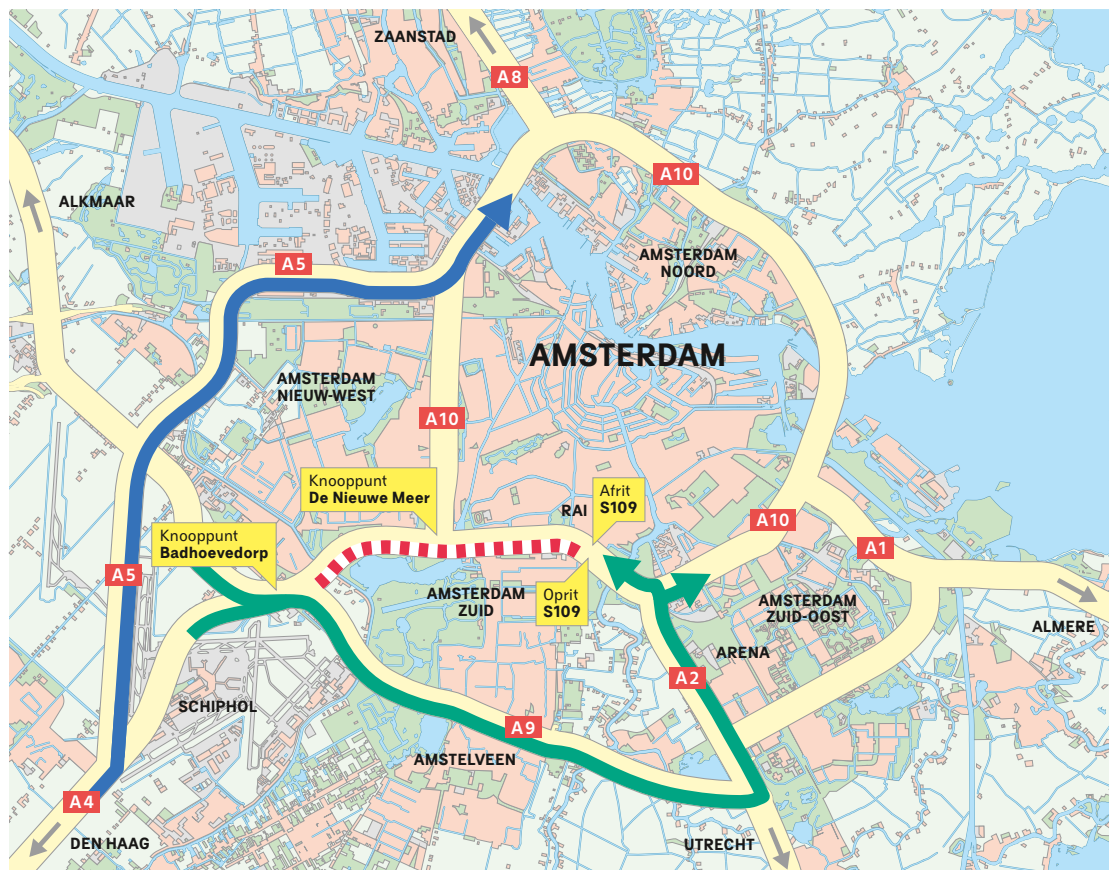 ZAANSTAD
A8
A10
ALKMAAR
A5
AMSTERDAM
NOORD
AMSTERDAM
AMSTERDAM
NIEUW-WEST
A10
Knooppunt
De Nieuwe Meer
Afrit
S109
RAI
A10
Knooppunt
Badhoevedorp
A1
A5
Oprit
S109
AMSTERDAM
ZUID
AMSTERDAM
ZUID-OOST
ALMERE
ARENA
A2
SCHIPHOL
A9
AMSTELVEEN
A4
DEN HAAG
UTRECHT